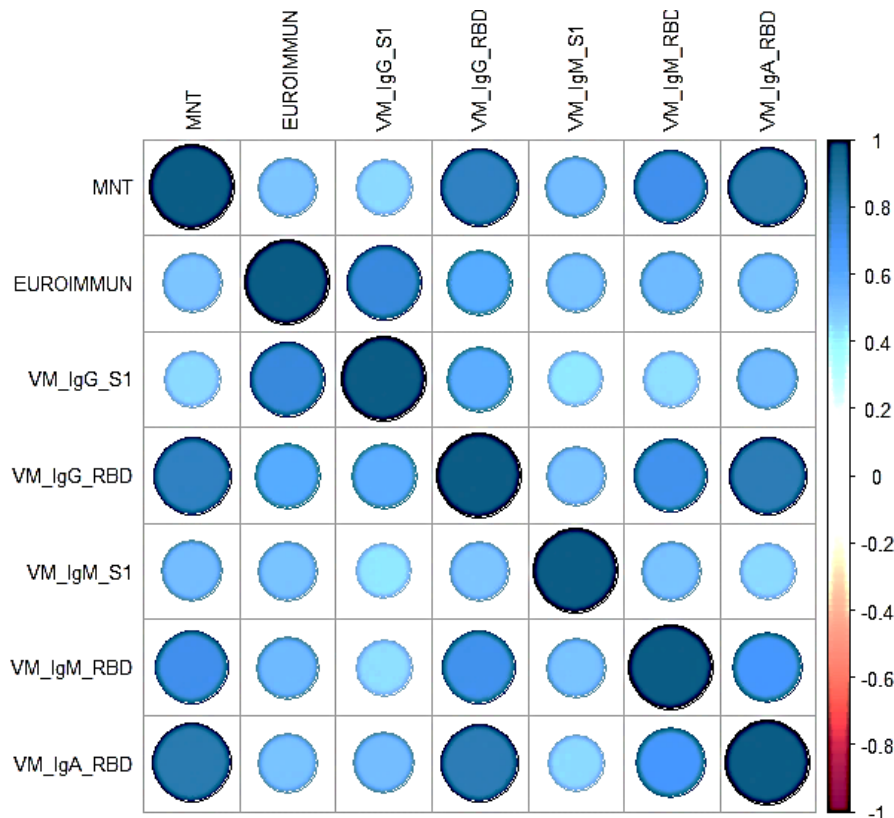 MNT
EUROIMMUN
VM_IgG_S1
VM_IgG_RBD
VM_IgM_S1
VM_IgM_RBD
VM_IgA_RBD
MNT
EUROIMMUN
VM_IgG_S1
VM_IgG_RBD
VM_IgM_S1
VM_IgM_RBD
VM_IgA_RBD
1
0.8
0.6
0.4
0.2
0
-0.2
-0.4
-0.6
-0.8
-1